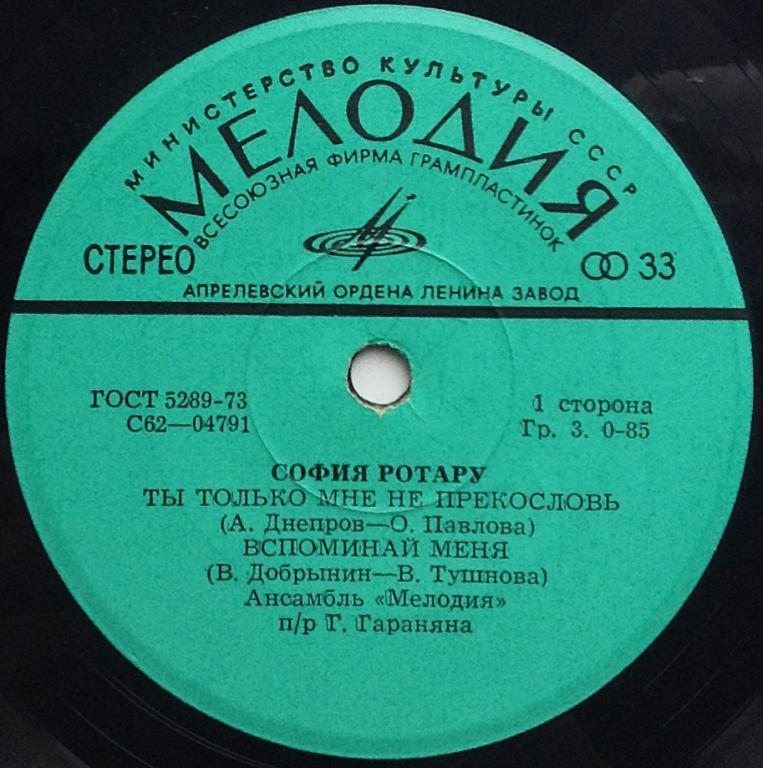 МИНИСТЕРСТВО КУЛЬТУРЫ СССР
МЕЛОДИЯ
ВСЕСОЮЗНАЯ ФИРМА ГРАМПЛАСТИНОК
СТЕРЕО
33
АПРЕЛЕВСКИЙ ОРДЕНА ЛЕНИНА ЗАВОД
ГОСТ 5289-73
С62—04791
1 сторона
Гр. 3. 0-85
СОФИЯ РОТАРУ
ТЫ ТОЛЬКО МНЕ НЕ ПРЕКОСЛОВЬ
(А. Днепров—О. Павлова)
ВСПОМИНАЙ МЕНЯ
(В. Добрынин—В. Тушнова)
Ансамбль «Мелодия»
п/р Г. Гараняна